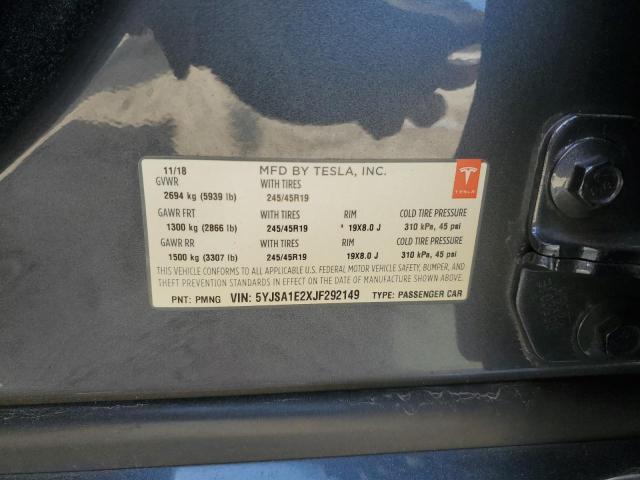 11/18 MFD BY TESLA, INC.
GVWR WITH TIRES
2694 kg (5939 lb) 245/45R19
TESLA
GAWR FRT WITH TIRES RIM COLD TIRE PRESSURE
1300 kg (2866 lb) 245/45R19 * 19X8.0 J 310 kPa, 45 psi
GAWR RR WITH TIRES RIM COLD TIRE PRESSURE
1500 kg (3307 lb) 245/45R19 19X8.0 J 310 kPa, 45 psi
THIS VEHICLE CONFORMS TO ALL APPLICABLE U.S. FEDERAL MOTOR VEHICLE SAFETY, BUMPER, AND
THEFT PREVENTION STANDARDS IN EFFECT ON THE DATE OF MANUFACTURE SHOWN ABOVE.
PNT: PMNG VIN: 5YJSA1E2XJF292149 TYPE: PASSENGER CAR